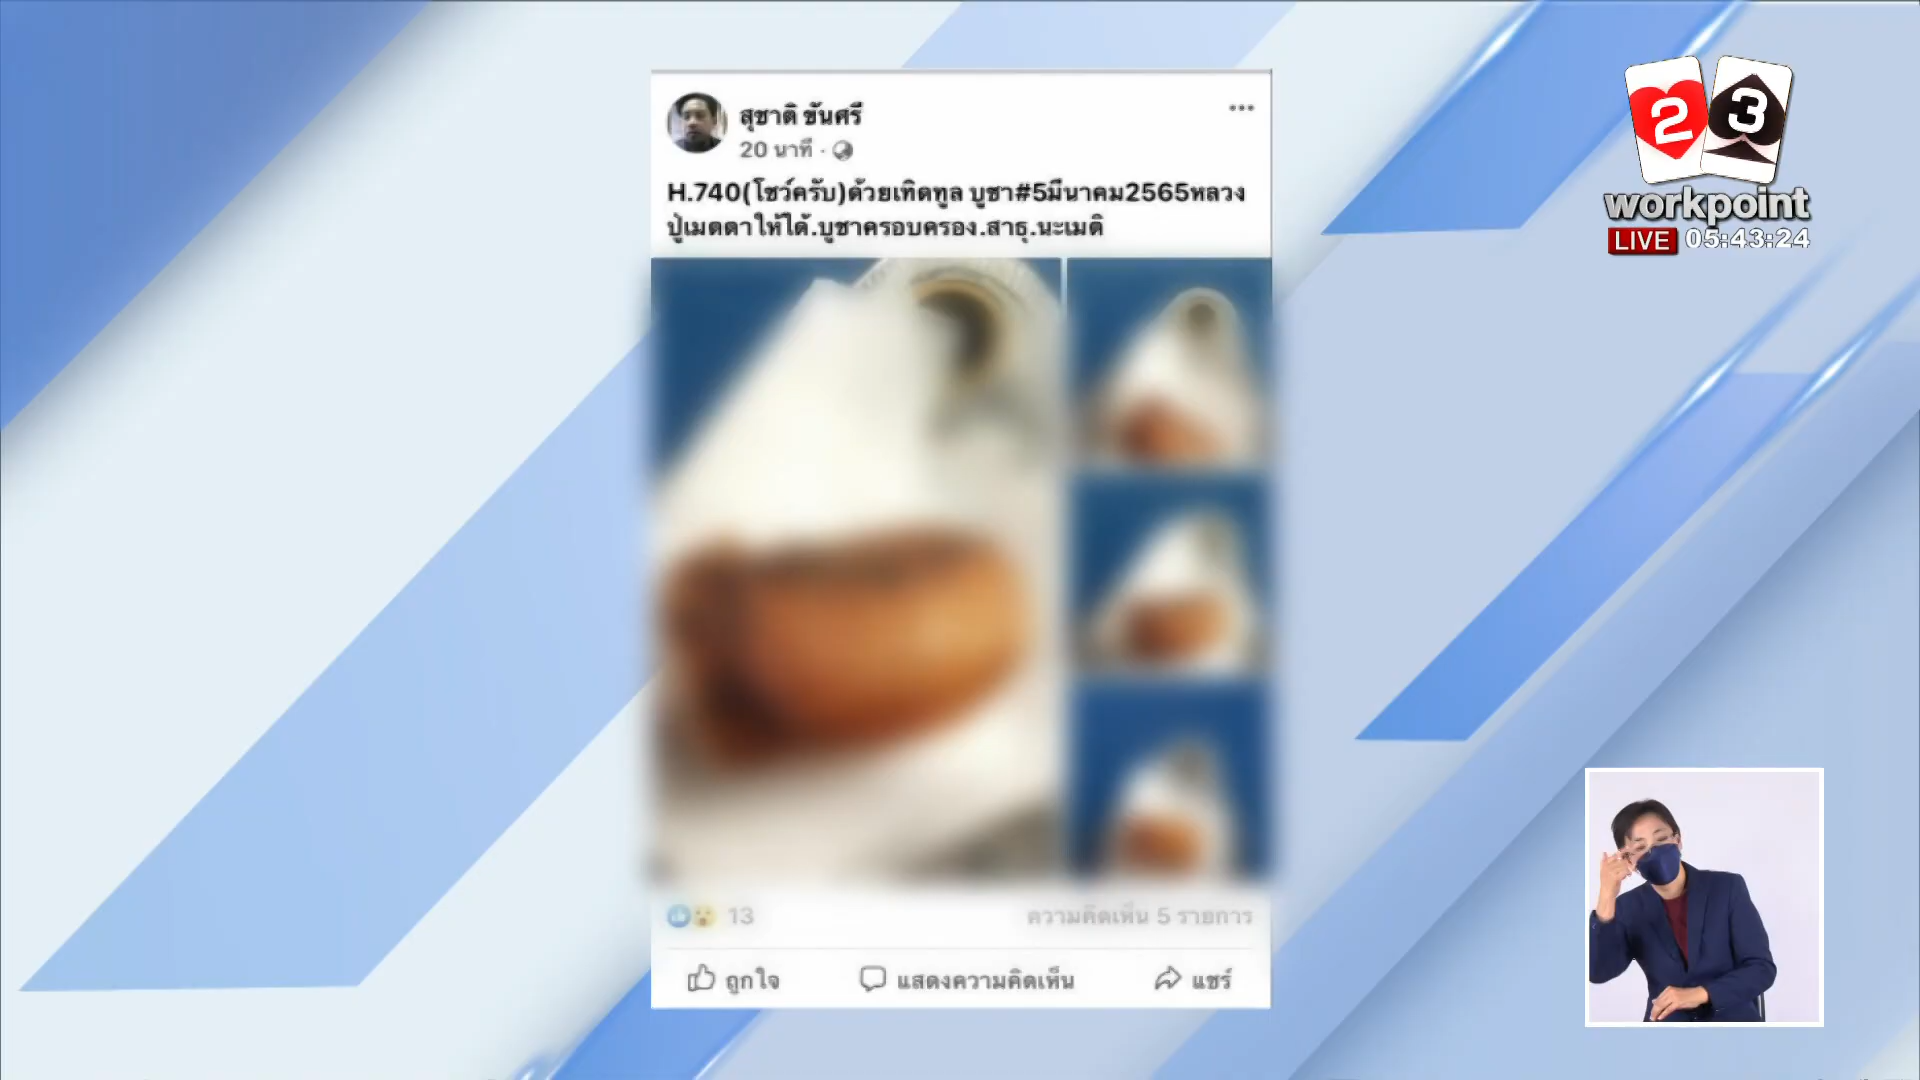 สุชาติ ขันศรี
20 นาที ·
H.740(โชว์ครับ)ด้วยเทิดทูล บูชา#5มีนาคม2565หลวง
ปู่เมตตาให้ได้.บูชาครอบครอง.สาธุ.นะเมติ
13
ความคิดเห็น 5 รายการ
ถูกใจ
แสดงความคิดเห็น
แชร์
23
workpoint
LIVE 05:43:24